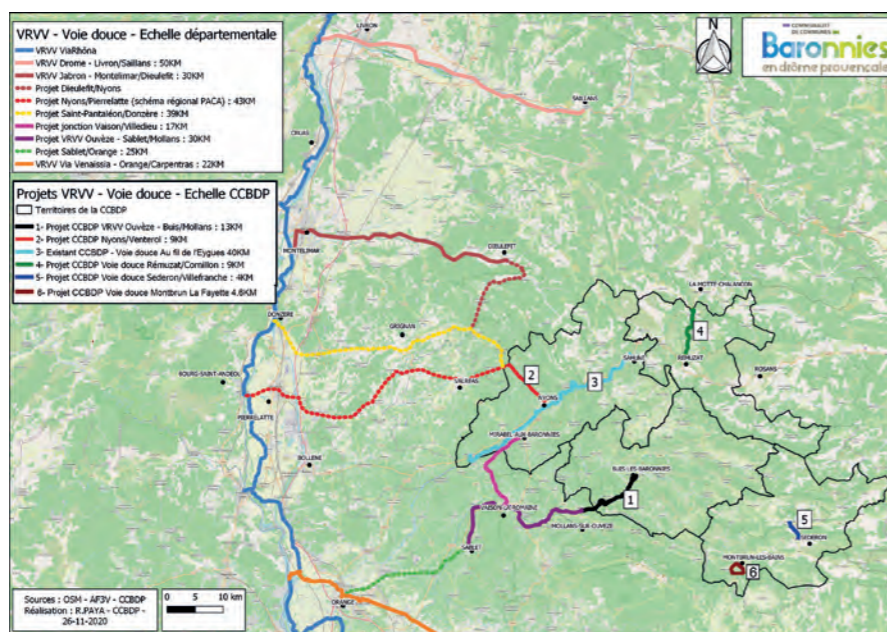 VRVV - Voie douce - Echelle départementale
VRVV ViaRhôna
VRVV Drome - Livron/Saillans : 50KM
VRVV Jabron - Montelimar/Dieulefit : 30KM
Projet Dieulefit/Nyons
Projet Nyons/Pierrelatte (schéma régional PACA) : 43KM
Projet Saint-Pantaléon/Donzère : 39KM
Projet Jonction Vaison/Villedieu : 17KM
Projet VRVV Ouvèze - Sablet/Mollans : 30KM
Projet Sablet/Orange : 25KM
VRVV Via Venaissia - Orange/Carpentras : 22KM
Projets VRVV - Voie douce - Echelle CCBDP
Territoires de la CCBDP
1- Projet CCBDP VRVV Ouvèze - Buis/Mollans : 13KM
2- Projet CCBDP Nyons/Venterol : 9KM
3- Existant CCBDP - Voie douce Au fil de l'Eygues 40KM
4- Projet CCBDP Voie douce Rémuzat/Cornillon : 9KM
5- Projet CCBDP Voie douce Séderon/Villefranche : 4KM
6- Projet CCBDP Voie douce Montbrun La Fayette 4.6KM
N
COMMUNAUTÉ
DE COMMUNES
Baronnies
en drôme provençale
LIVRON
SAILLANS
CRUAS
MONTELIMAR
DIEULEFIT
LA MOTTE-CHALANCON
DONZERE
GRIGNAN
4
SAHUNE
REMUZAT
ROSANS
BOURG-SAINT-ANDEOL
VALREAS
2
3
PIERRELATTE
NYONS
MIRABEL-AUX-BARONNIES
BOLLENE
BUIS-LES-BARONNIES
1
VAISON-LA-ROMAINE
MOLLANS-SUR-OUVEZE
5
SEDERON
SABLET
MONTBRUN-LES-BAINS
6
ORANGE
Sources : OSM - AF3V - CCBDP
Réalisation : R.PAYA - CCBDP -
26-11-2020
0 5 10 km